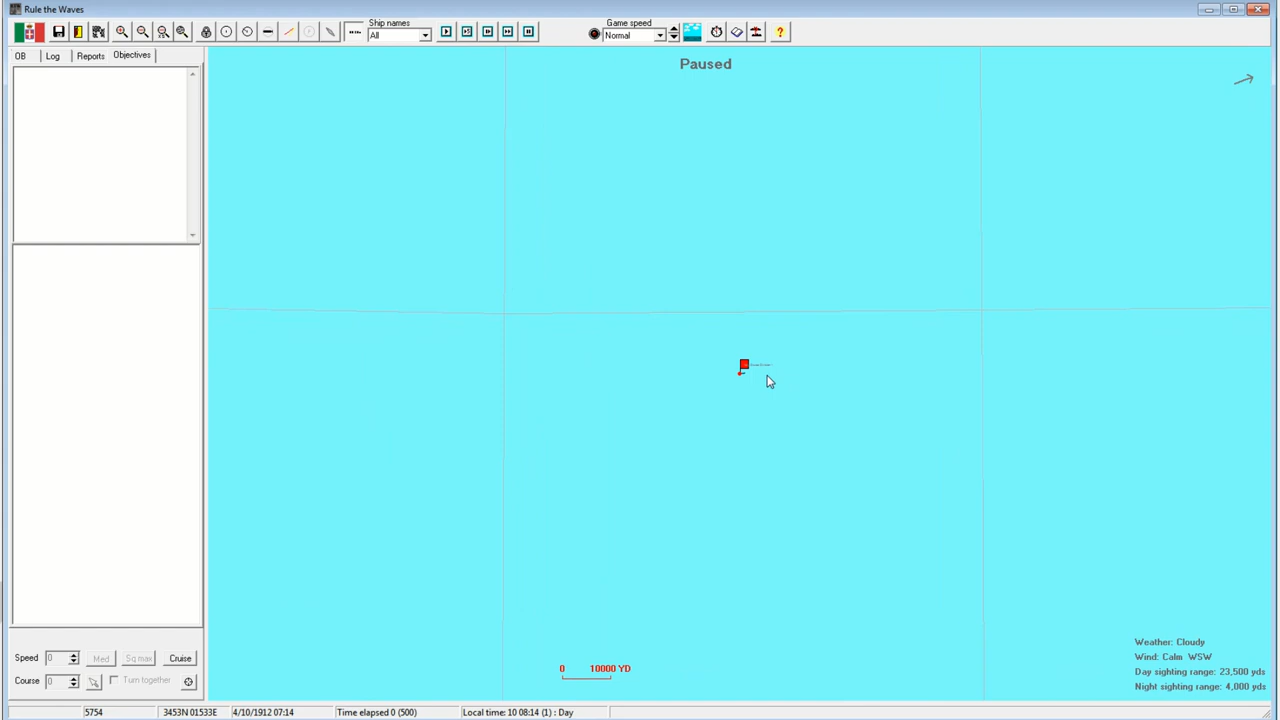 Rule the Waves
Ship names
All
Game speed
Normal
OB Log Reports Objectives
Paused
Speed 0 Med Sq max Cruise
Course 0 Turn together
0 10000 YD
Weather: Cloudy
Wind: Calm WSW
Day sighting range: 23,500 yds
Night sighting range: 4,000 yds
5754 3453N 01533E 4/10/1912 07:14 Time elapsed 0 (500) Local time: 10 08:14 (1) : Day